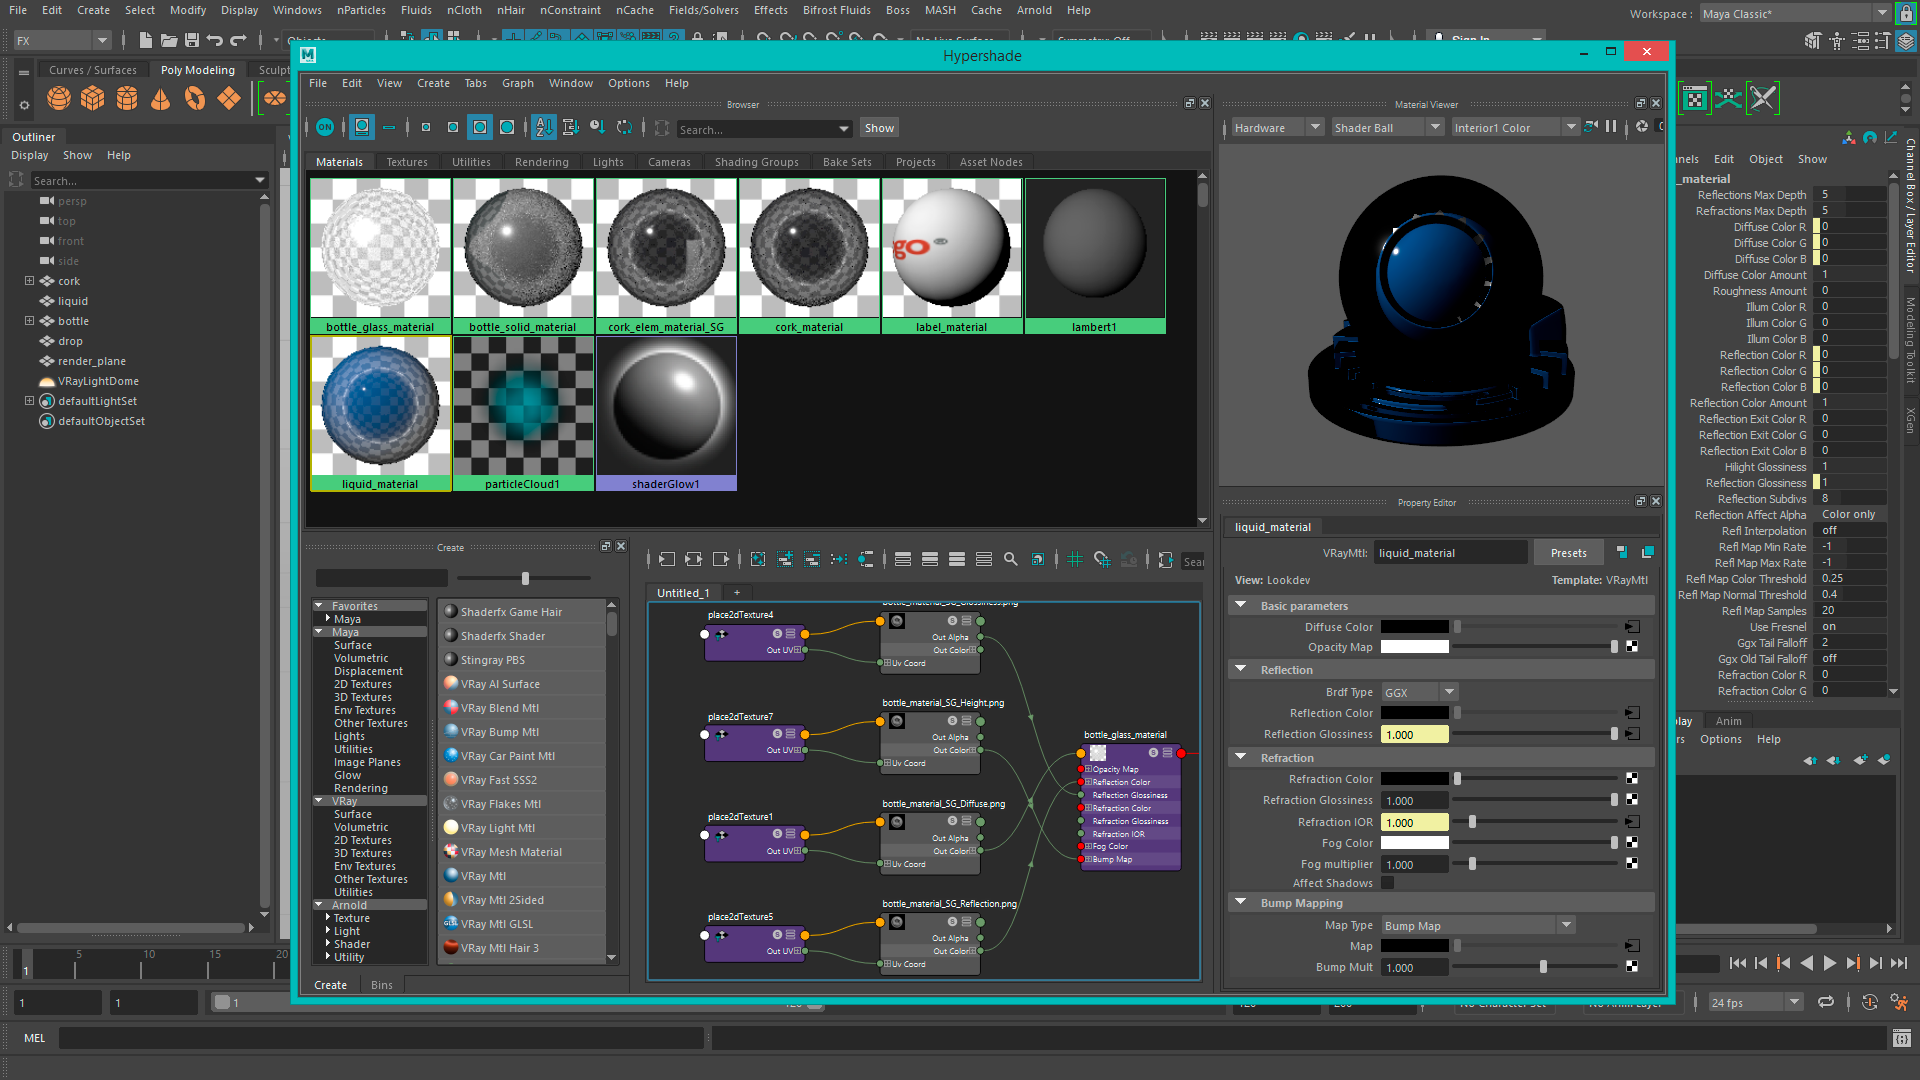 File Edit Create Select Modify Display Windows nParticles Fluids nCloth nHair nConstraint nCache Fields/Solvers Effects Bifrost Fluids Boss MASH Cache Arnold Help
Workspace : Maya Classic*
FX
Hypershade
Curves / Surfaces Poly Modeling Sculpt
File Edit View Create Tabs Graph Window Options Help
Browser
Material Viewer
ON
Search...
Show
Hardware Shader Ball Interior1 Color
Outliner
Display Show Help
Search...
persp
top
front
side
cork
liquid
bottle
drop
render_plane
VRayLightDome
defaultLightSet
defaultObjectSet
Materials Textures Utilities Rendering Lights Cameras Shading Groups Bake Sets Projects Asset Nodes
go
bottle_glass_material bottle_solid_material cork_elem_material_SG cork_material label_material lambert1
liquid_material particleCloud1 shaderGlow1
Create
Favorites
Maya
Maya
Surface
Volumetric
Displacement
2D Textures
3D Textures
Env Textures
Other Textures
Lights
Utilities
Image Planes
Glow
Rendering
VRay
Surface
Volumetric
2D Textures
3D Textures
Env Textures
Other Textures
Utilities
Arnold
Texture
Light
Shader
Utility
Shaderfx Game Hair
Shaderfx Shader
Stingray PBS
VRay Al Surface
VRay Blend Mtl
VRay Bump Mtl
VRay Car Paint Mtl
VRay Fast SSS2
VRay Flakes Mtl
VRay Light Mtl
VRay Mesh Material
VRay Mtl
VRay Mtl 2Sided
VRay Mtl GLSL
VRay Mtl Hair 3
Create Bins
Untitled_1 +
place2dTexture4
Out UV
Out Alpha
Out Color
Uv Coord
place2dTexture7
bottle_material_SG_Height.png
Out UV
Out Alpha
Out Color
Uv Coord
place2dTexture1
bottle_material_SG_Diffuse.png
Out UV
Out Alpha
Out Color
Uv Coord
place2dTexture5
bottle_material_SG_Reflection.png
Out UV
Out Alpha
Out Color
Uv Coord
bottle_glass_material
Opacity Map
Reflection Color
Reflection Glossiness
Refraction Color
Refraction Glossiness
Refraction IOR
Fog Color
Bump Map
Property Editor
liquid_material
VRayMtl: liquid_material Presets
View: Lookdev Template: VRayMtl
Basic parameters
Diffuse Color
Opacity Map
Reflection
Brdf Type GGX
Reflection Color
Reflection Glossiness 1.000
Refraction
Refraction Color
Refraction Glossiness 1.000
Refraction IOR 1.000
Fog Color
Fog multiplier 1.000
Affect Shadows
Bump Mapping
Map Type Bump Map
Map
Bump Mult 1.000
nnels Edit Object Show
_material
Reflections Max Depth 5
Refractions Max Depth 5
Diffuse Color R 0
Diffuse Color G 0
Diffuse Color B 0
Diffuse Color Amount 1
Roughness Amount 0
Illum Color R 0
Illum Color G 0
Illum Color B 0
Reflection Color R 0
Reflection Color G 0
Reflection Color B 0
Reflection Color Amount 1
Reflection Exit Color R 0
Reflection Exit Color G 0
Reflection Exit Color B 0
Hilight Glossiness 1
Reflection Glossiness 1
Reflection Subdivs 8
Reflection Affect Alpha Color only
Refl Interpolation off
Refl Map Min Rate -1
Refl Map Max Rate -1
Refl Map Color Threshold 0.25
Refl Map Normal Threshold 0.4
Refl Map Samples 20
Use Fresnel on
Ggx Tail Falloff 2
Ggx Old Tail Falloff off
Refraction Color R 0
Refraction Color G 0
Channel Box / Layer Editor
Modeling Toolkit
XGen
play Anim
rs Options Help
1 5 10 15 20
1 1 1
24 fps
MEL